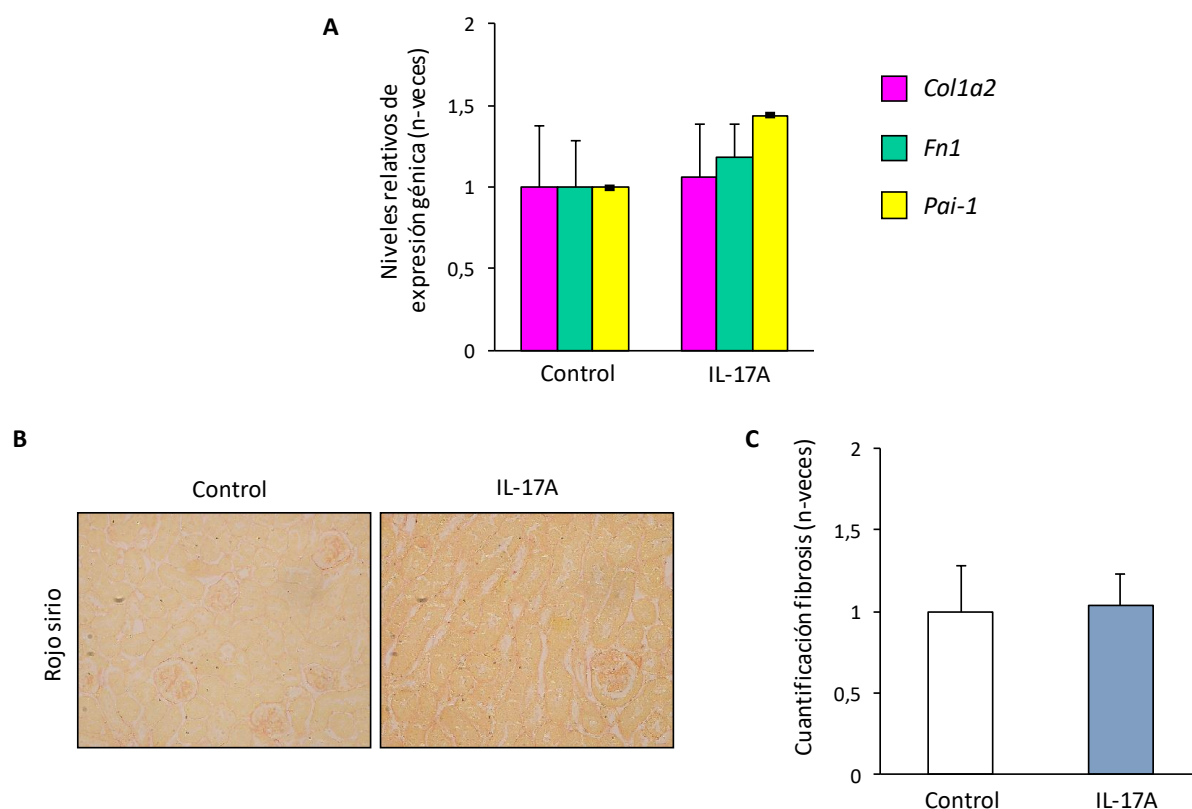 A
Niveles relativos de
expresión génica (n-veces)
2
1,5
1
0,5
0
Control
IL-17A
Col1a2
Fn1
Pai-1
B
Control
IL-17A
Rojo sirio
C
Cuantificación fibrosis (n-veces)
2
1,5
1
0,5
0
Control
IL-17A